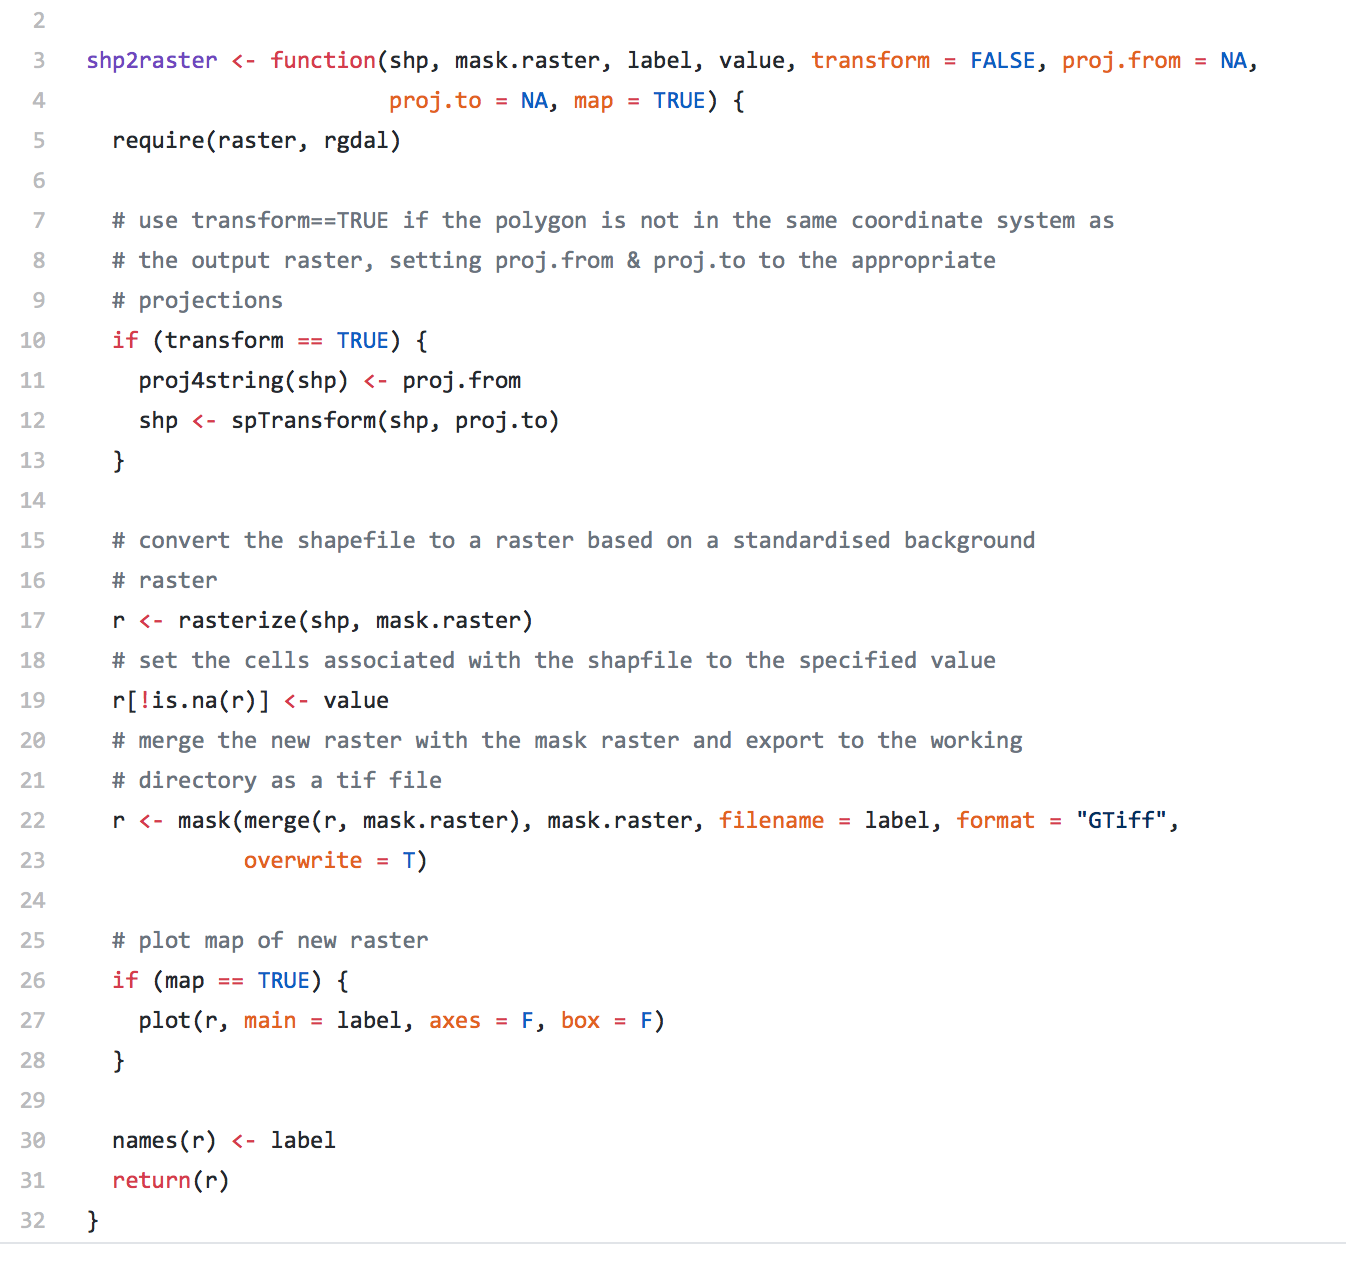 2
3 shp2raster <- function(shp, mask.raster, label, value, transform = FALSE, proj.from = NA,
4 proj.to = NA, map = TRUE) {
5 require(raster, rgdal)
6
7 # use transform==TRUE if the polygon is not in the same coordinate system as
8 # the output raster, setting proj.from & proj.to to the appropriate
9 # projections
10 if (transform == TRUE) {
11 proj4string(shp) <- proj.from
12 shp <- spTransform(shp, proj.to)
13 }
14
15 # convert the shapefile to a raster based on a standardised background
16 # raster
17 r <- rasterize(shp, mask.raster)
18 # set the cells associated with the shapfile to the specified value
19 r[!is.na(r)] <- value
20 # merge the new raster with the mask raster and export to the working
21 # directory as a tif file
22 r <- mask(merge(r, mask.raster), mask.raster, filename = label, format = "GTiff",
23 overwrite = T)
24
25 # plot map of new raster
26 if (map == TRUE) {
27 plot(r, main = label, axes = F, box = F)
28 }
29
30 names(r) <- label
31 return(r)
32 }